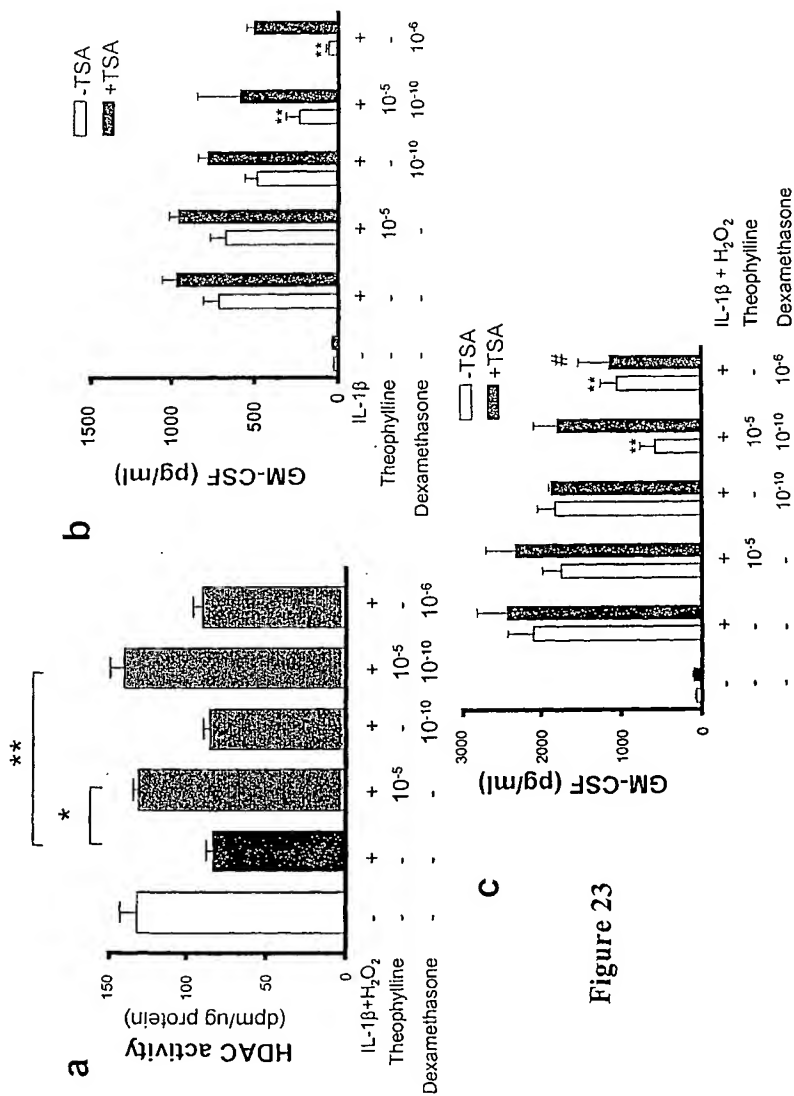 a
**
*
HDAC activity
(dpm/ug protein)
150
100
50
0
IL-1β+H₂O₂ - + + + + +
Theophylline - - 10⁻⁵ - 10⁻⁵ -
Dexamethasone - - - 10⁻¹⁰ 10⁻¹⁰ 10⁻⁶
b
-TSA
+TSA
GM-CSF (pg/ml)
1500
1000
500
0
**
**
IL-1β - + + + + +
Theophylline - - 10⁻⁵ - 10⁻⁵ -
Dexamethasone - - - 10⁻¹⁰ 10⁻¹⁰ 10⁻⁶
c
-TSA
+TSA
GM-CSF (pg/ml)
3000
2000
1000
0
**
**
#
- + + + + + IL-1β + H₂O₂
- - 10⁻⁵ - 10⁻⁵ - Theophylline
- - - 10⁻¹⁰ 10⁻¹⁰ 10⁻⁶ Dexamethasone
Figure 23